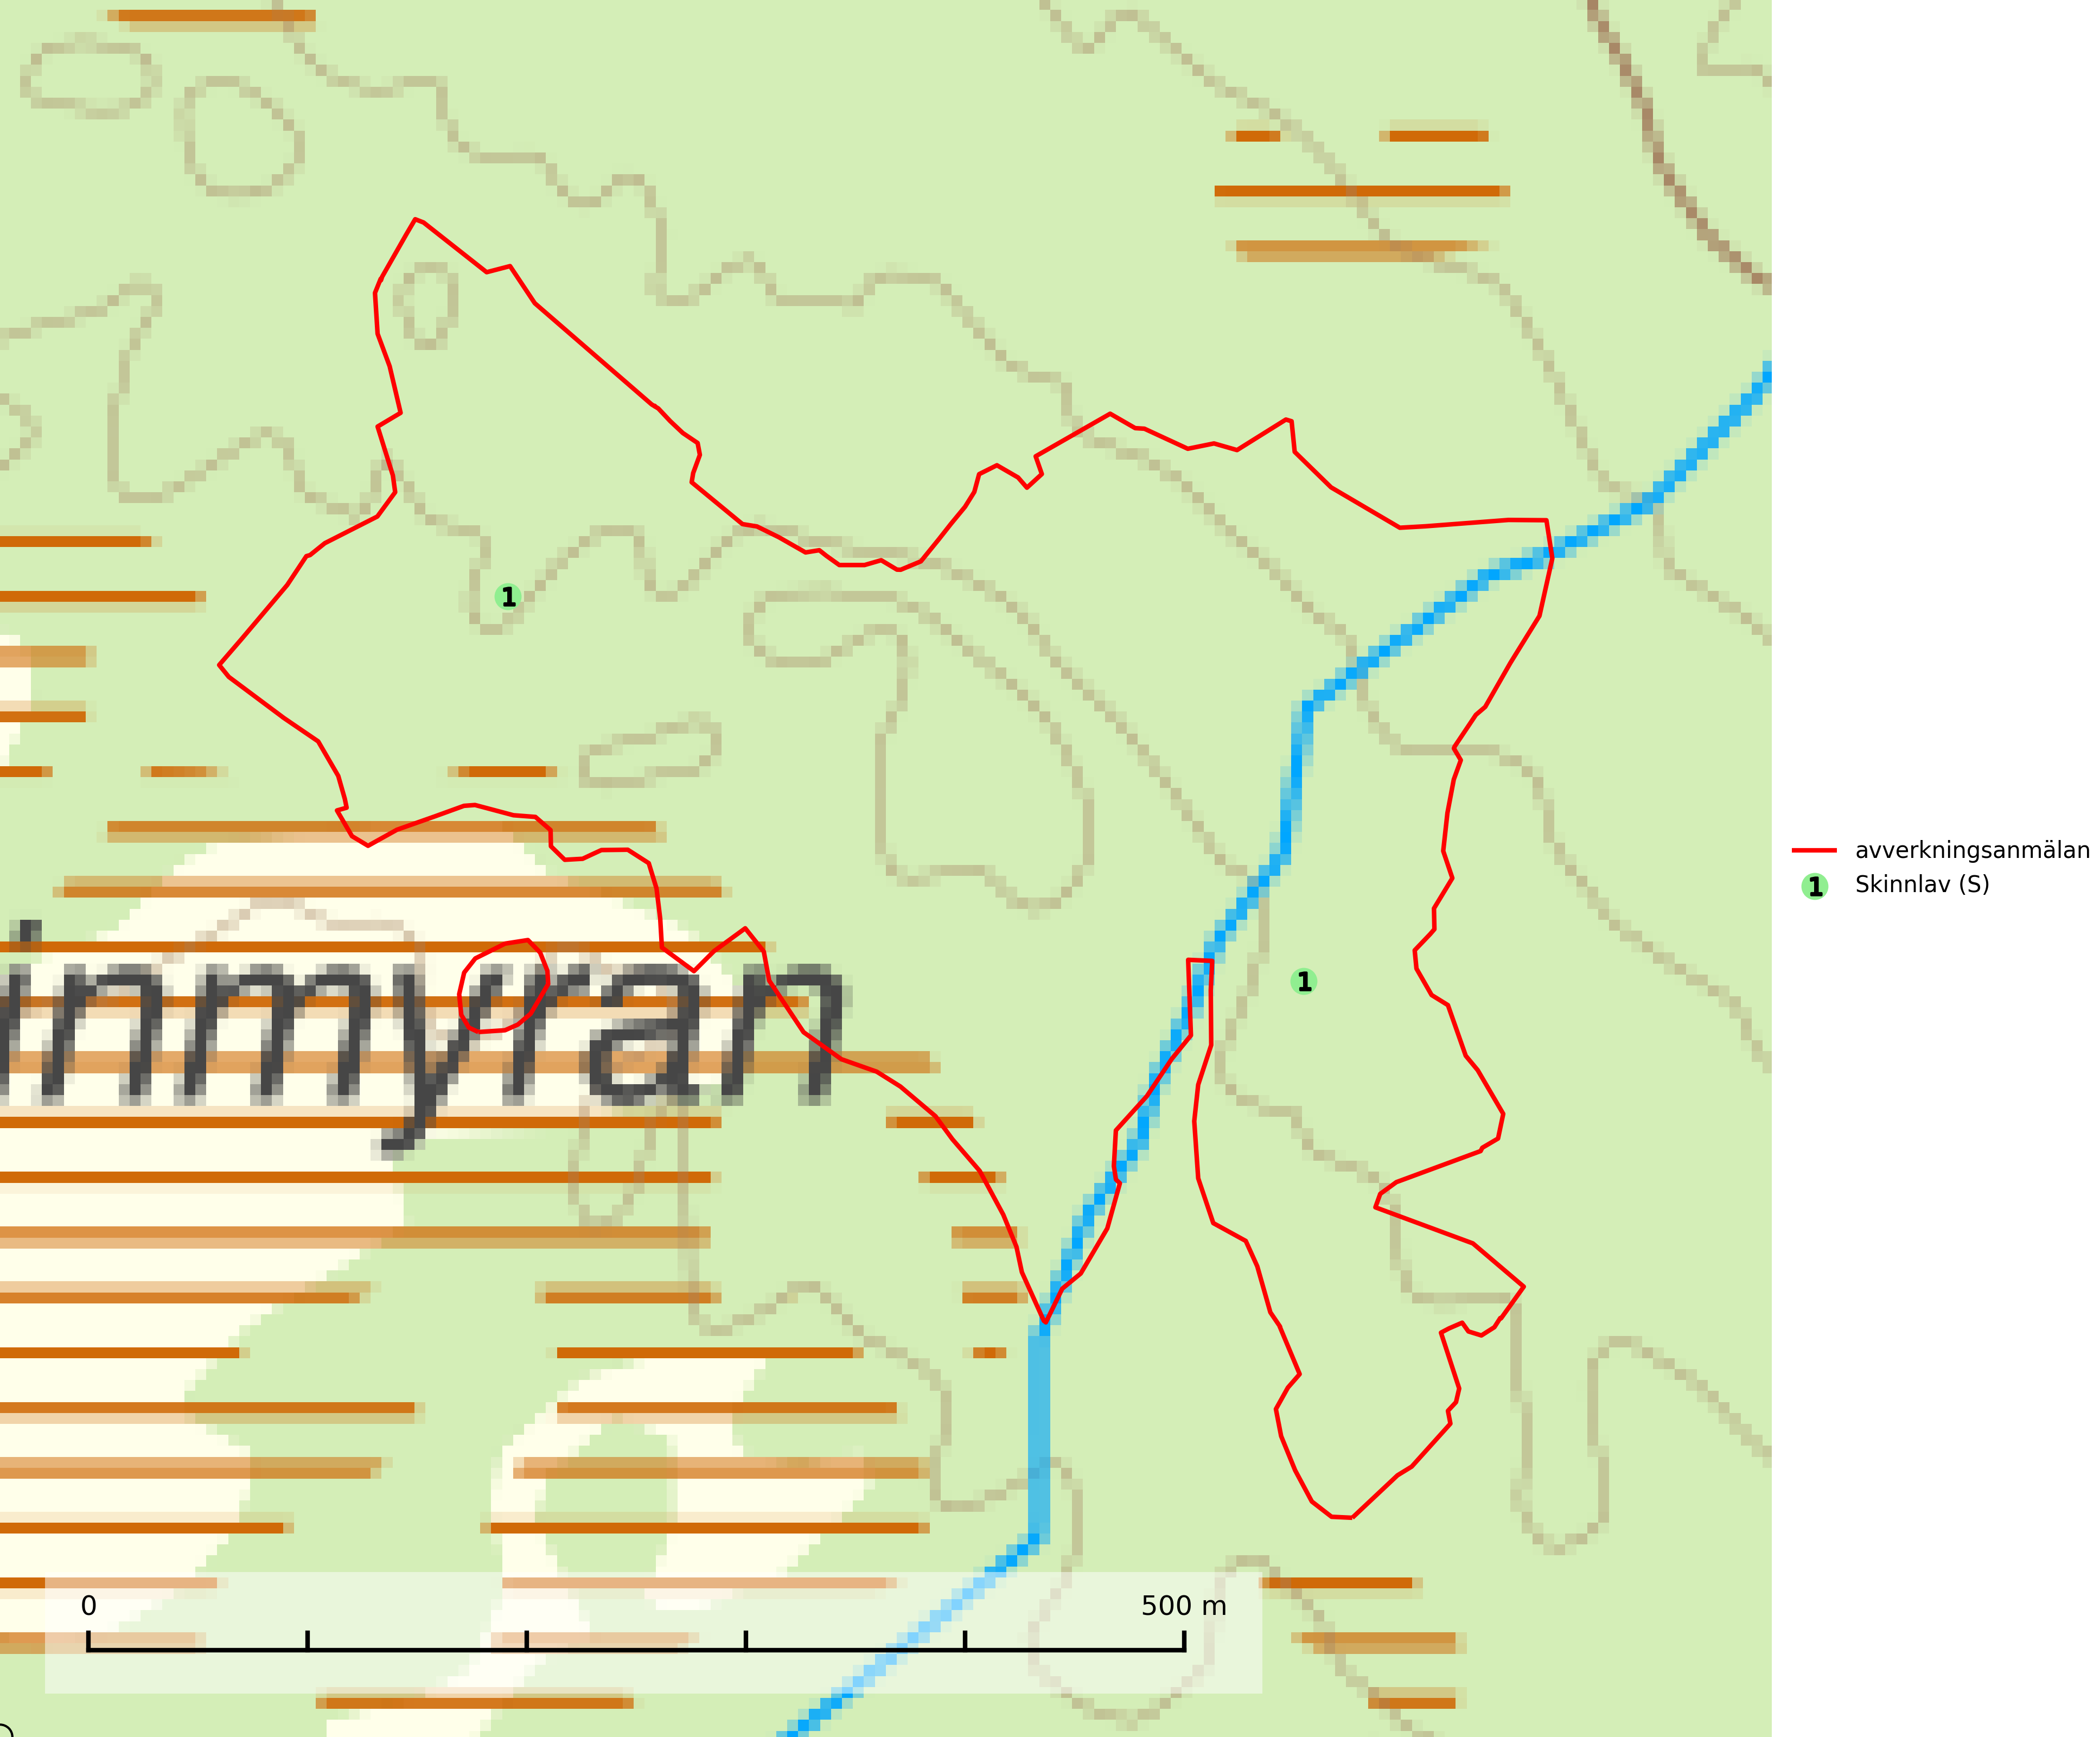 1
avverkningsanmälan
1 Skinnlav (S)
1
0 500 m